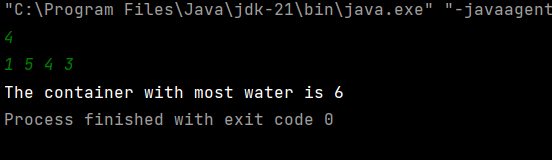 "C:\Program Files\Java\jdk-21\bin\java.exe" "-javaagent
4
1 5 4 3
The container with most water is 6
Process finished with exit code 0